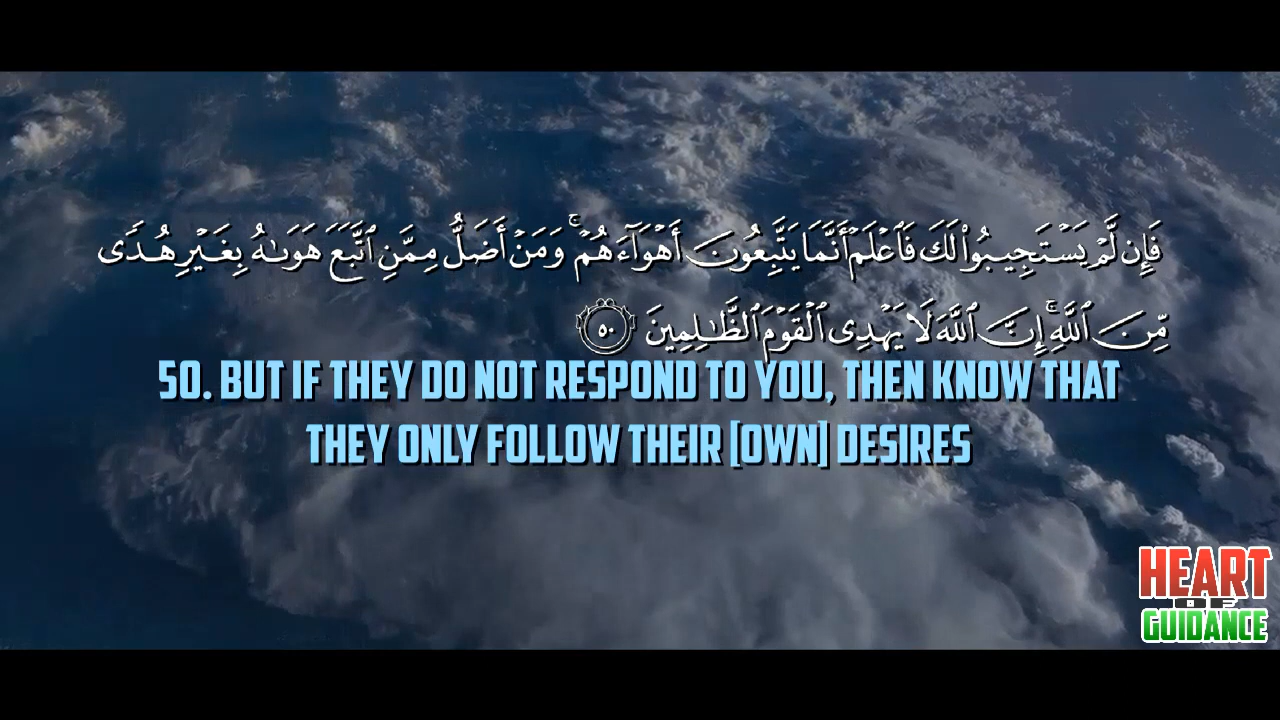 فَإِن لَّمْ يَسْتَجِيبُوا۟ لَكَ فَٱعْلَمْ أَنَّمَا يَتَّبِعُونَ أَهْوَآءَهُمْ ۚ وَمَنْ أَضَلُّ مِمَّنِ ٱتَّبَعَ هَوَىٰهُ بِغَيْرِ هُدًى
مِّنَ ٱللَّهِ ۚ إِنَّ ٱللَّهَ لَا يَهْدِى ٱلْقَوْمَ ٱلظَّـٰلِمِينَ ٥٠
50. BUT IF THEY DO NOT RESPOND TO YOU, THEN KNOW THAT
THEY ONLY FOLLOW THEIR [OWN] DESIRES
HEART
OF
GUIDANCE